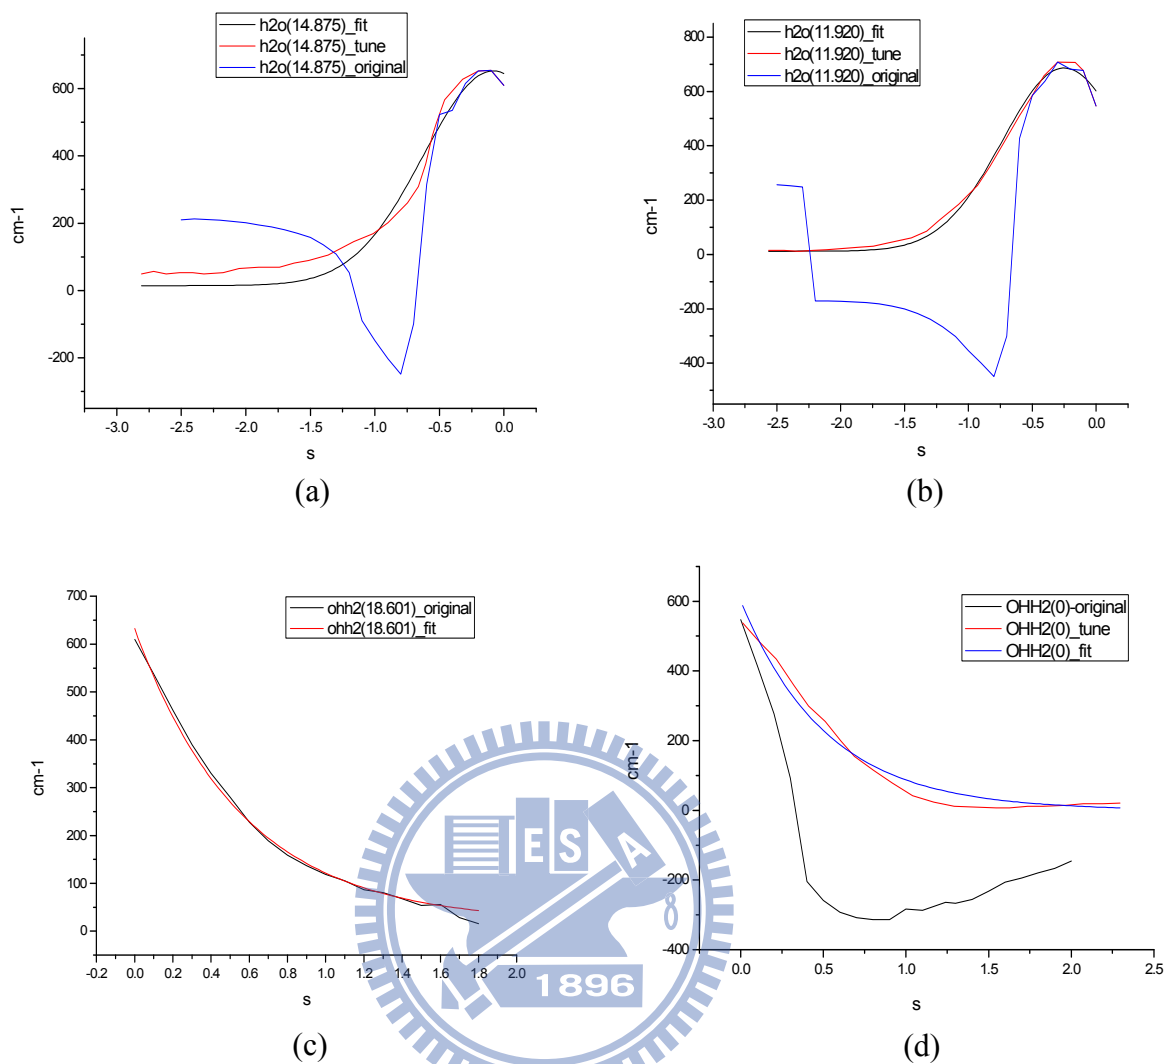 h2o(14.875)_fit
h2o(14.875)_tune
h2o(14.875)_original
600
400
200
0
-200
cm-1
-3.0 -2.5 -2.0 -1.5 -1.0 -0.5 0.0
s
(a)
h2o(11.920)_fit
h2o(11.920)_tune
h2o(11.920)_original
800
600
400
200
0
-200
-400
cm-1
-3.0 -2.5 -2.0 -1.5 -1.0 -0.5 0.0
s
(b)
ohh2(18.601)_original
ohh2(18.601)_fit
700
600
500
400
300
200
100
0
cm-1
-0.2 0.0 0.2 0.4 0.6 0.8 1.0 1.2 1.4 1.6 1.8 2.0
s
(c)
OHH2(0)-original
OHH2(0)_tune
OHH2(0)_fit
600
400
200
0
-200
-400
cm-1
0.0 0.5 1.0 1.5 2.0 2.5
s
(d)
E S A
1896